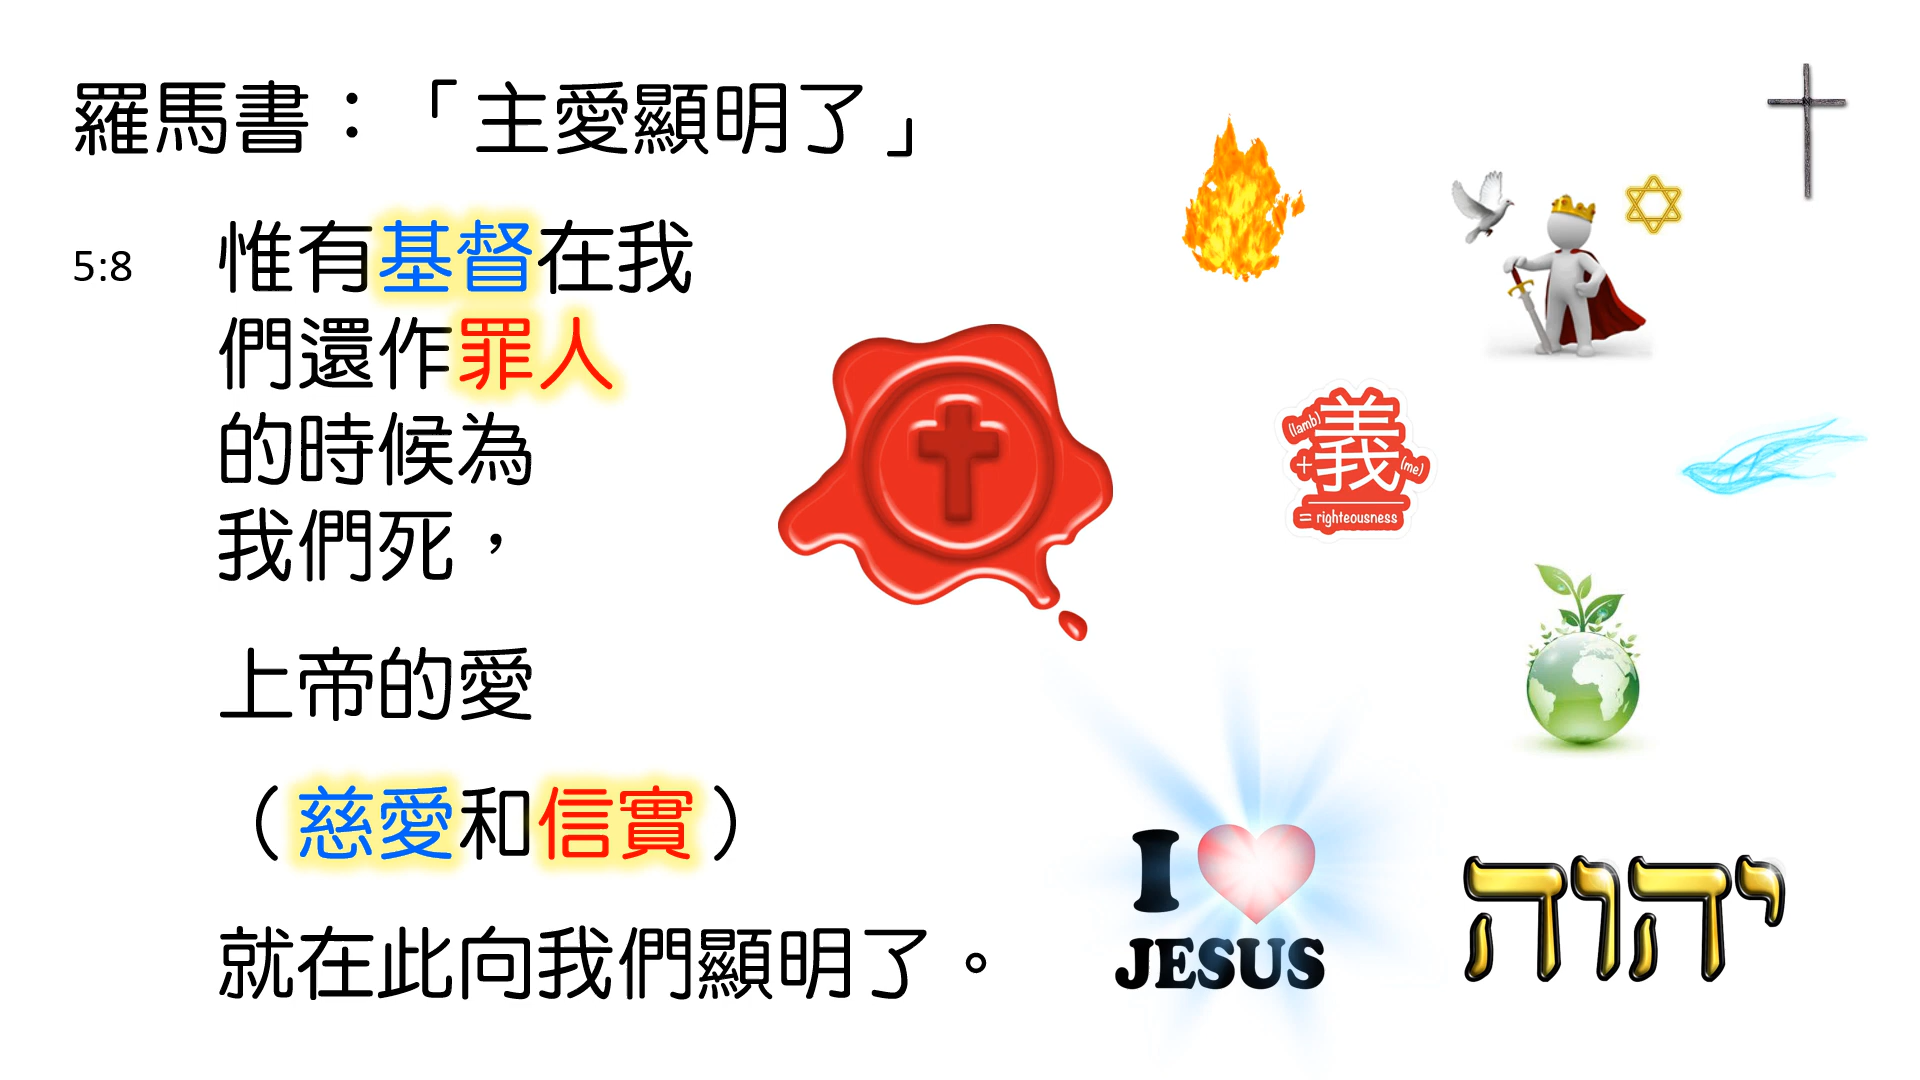 羅馬書：「主愛顯明了」
5:8
惟有基督在我
們還作罪人
的時候為
我們死，
上帝的愛
（慈愛和信實）
就在此向我們顯明了。
(lamb)
義
+
(me)
= righteousness
I
JESUS
יהוה